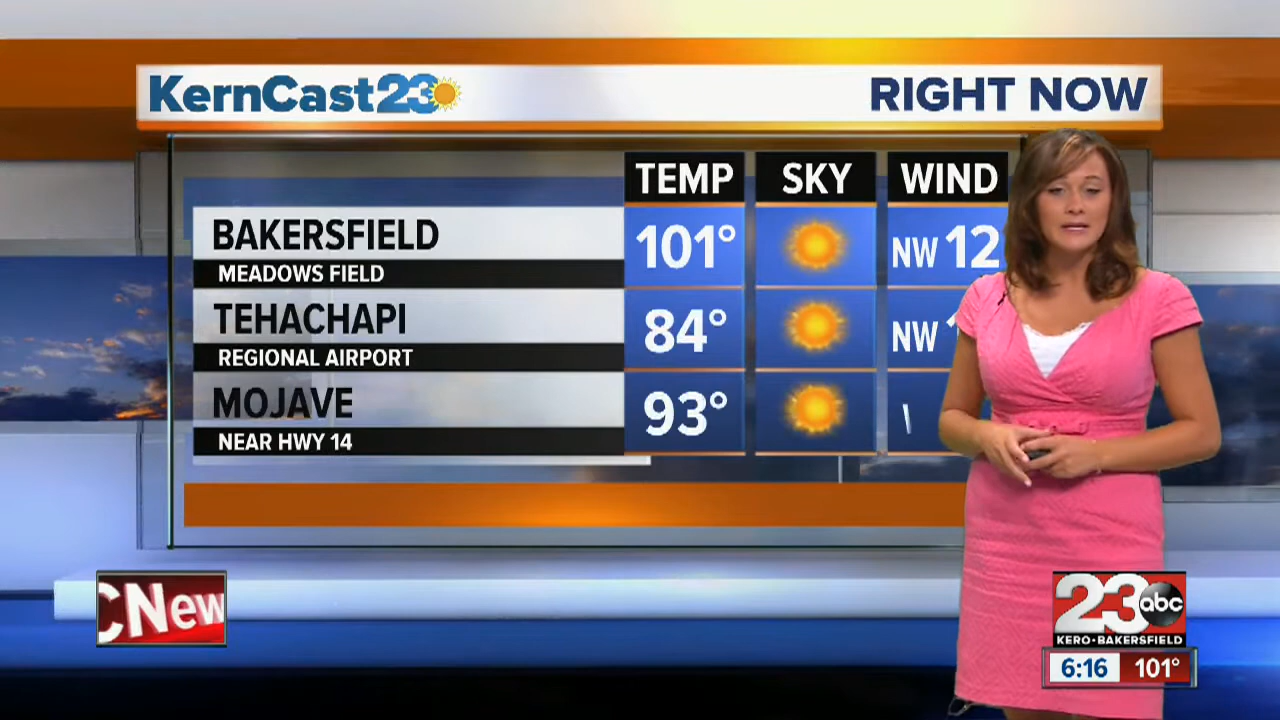 KernCast23
RIGHT NOW
TEMP SKY WIND
BAKERSFIELD 101° NW 12
MEADOWS FIELD
TEHACHAPI 84° NW
REGIONAL AIRPORT
MOJAVE 93°
NEAR HWY 14
CNew
23 abc
KERO·BAKERSFIELD
6:16 101°